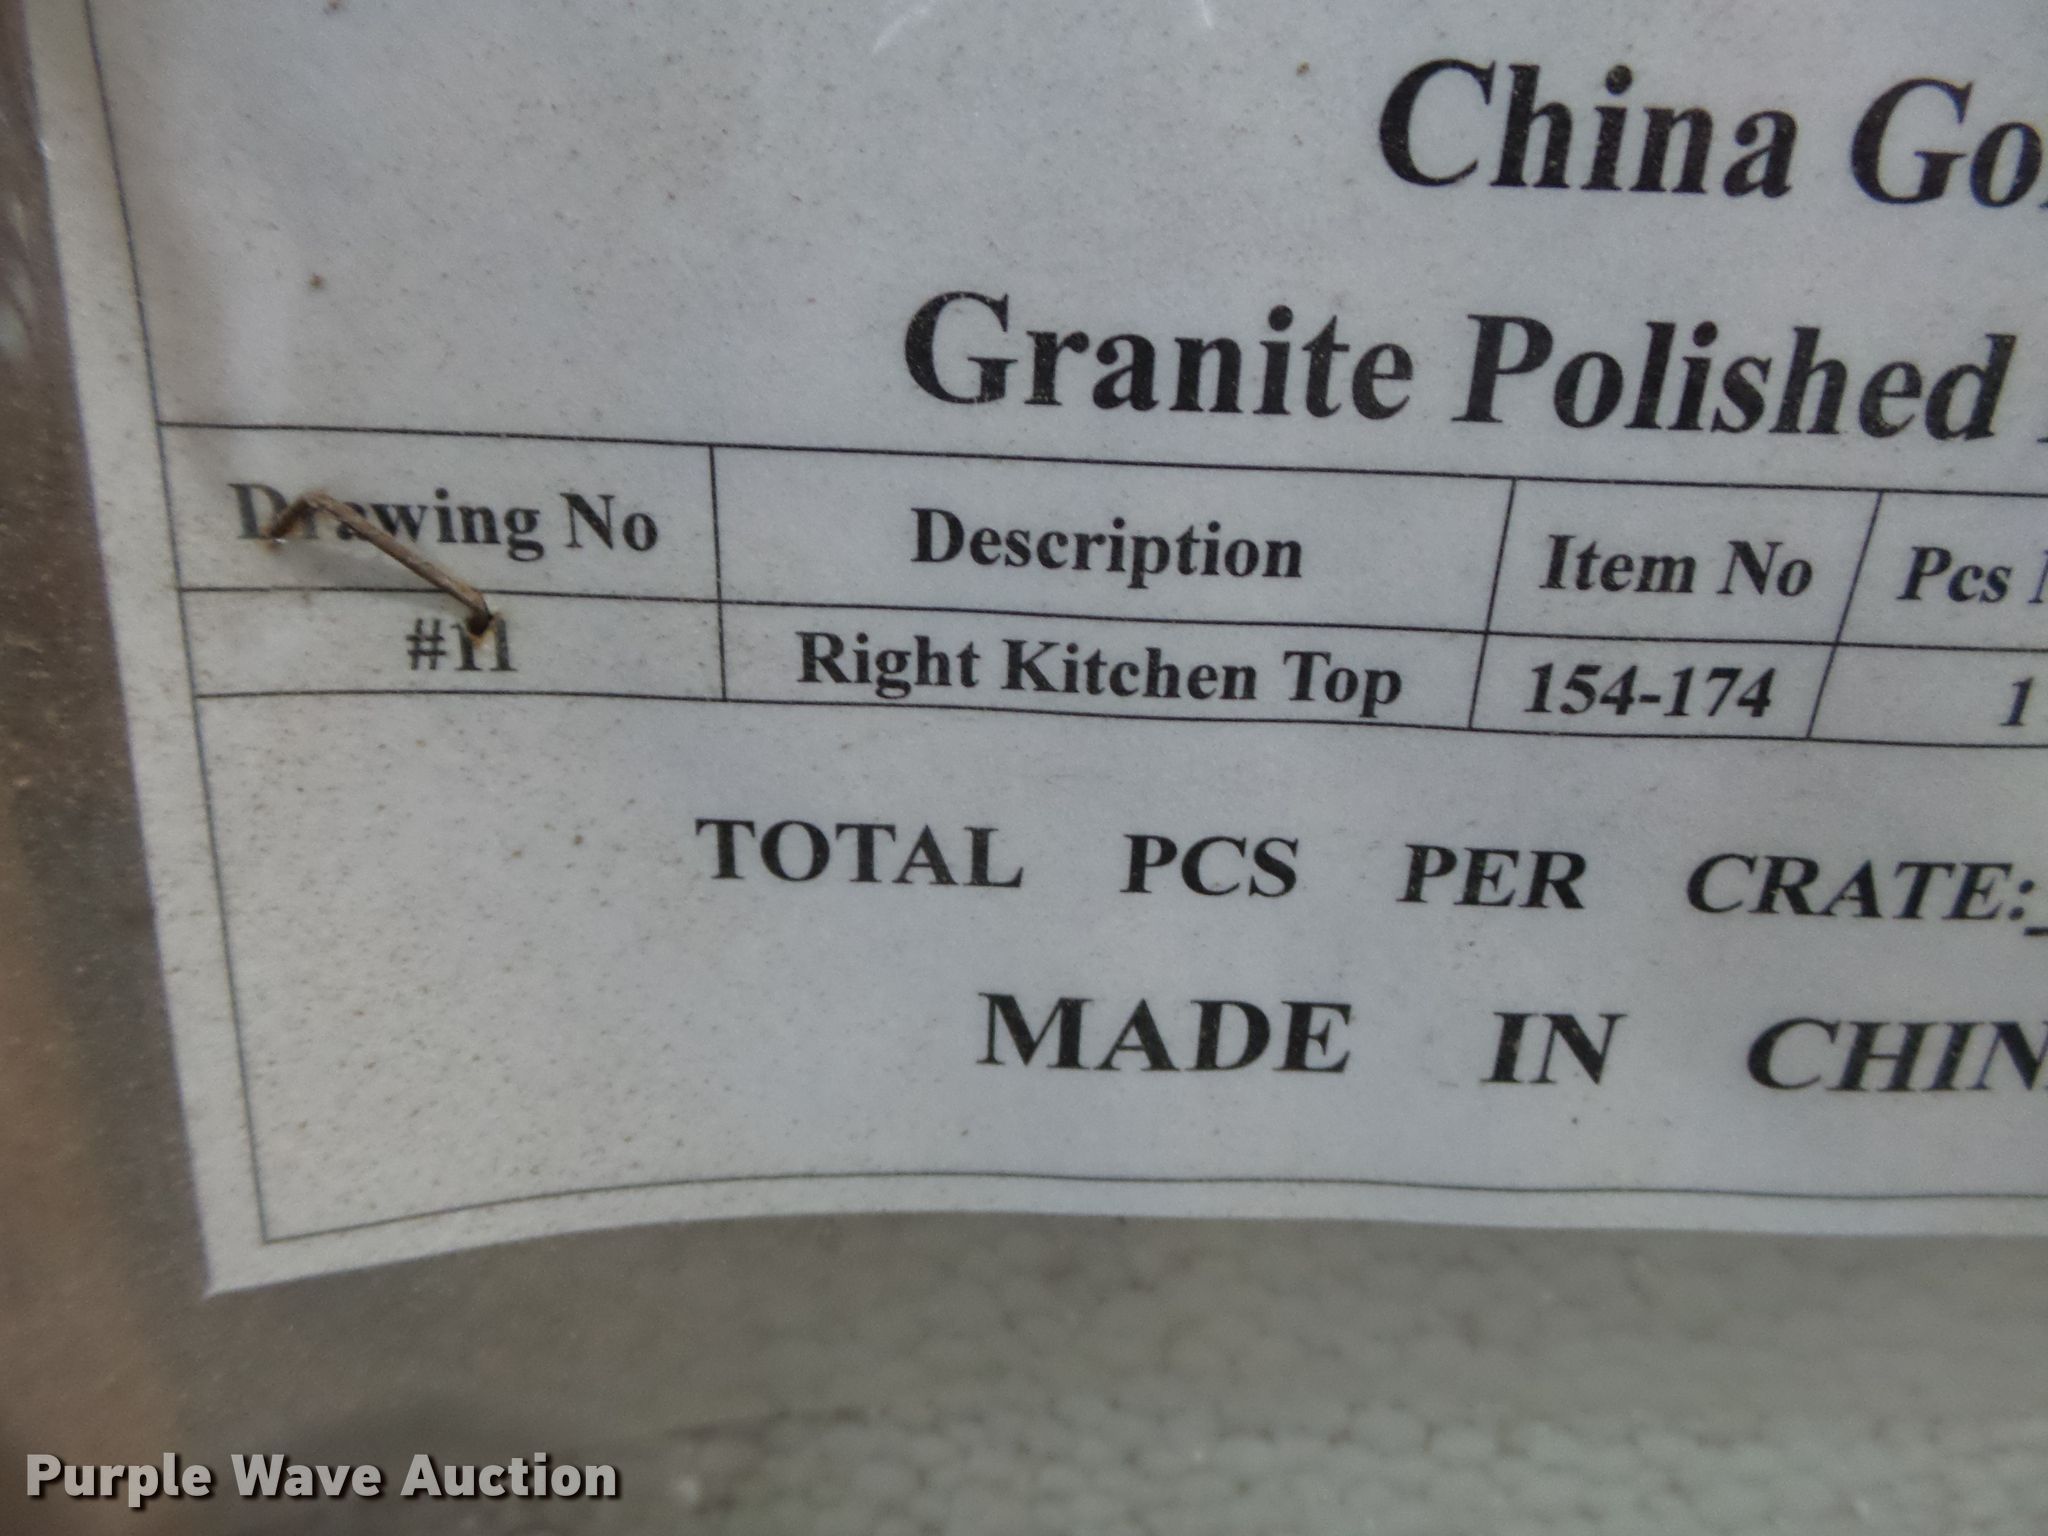 China Go
Granite Polished
Drawing No Description Item No Pcs
#11 Right Kitchen Top 154-174 1
TOTAL PCS PER CRATE:
MADE IN CHIN
Purple Wave Auction